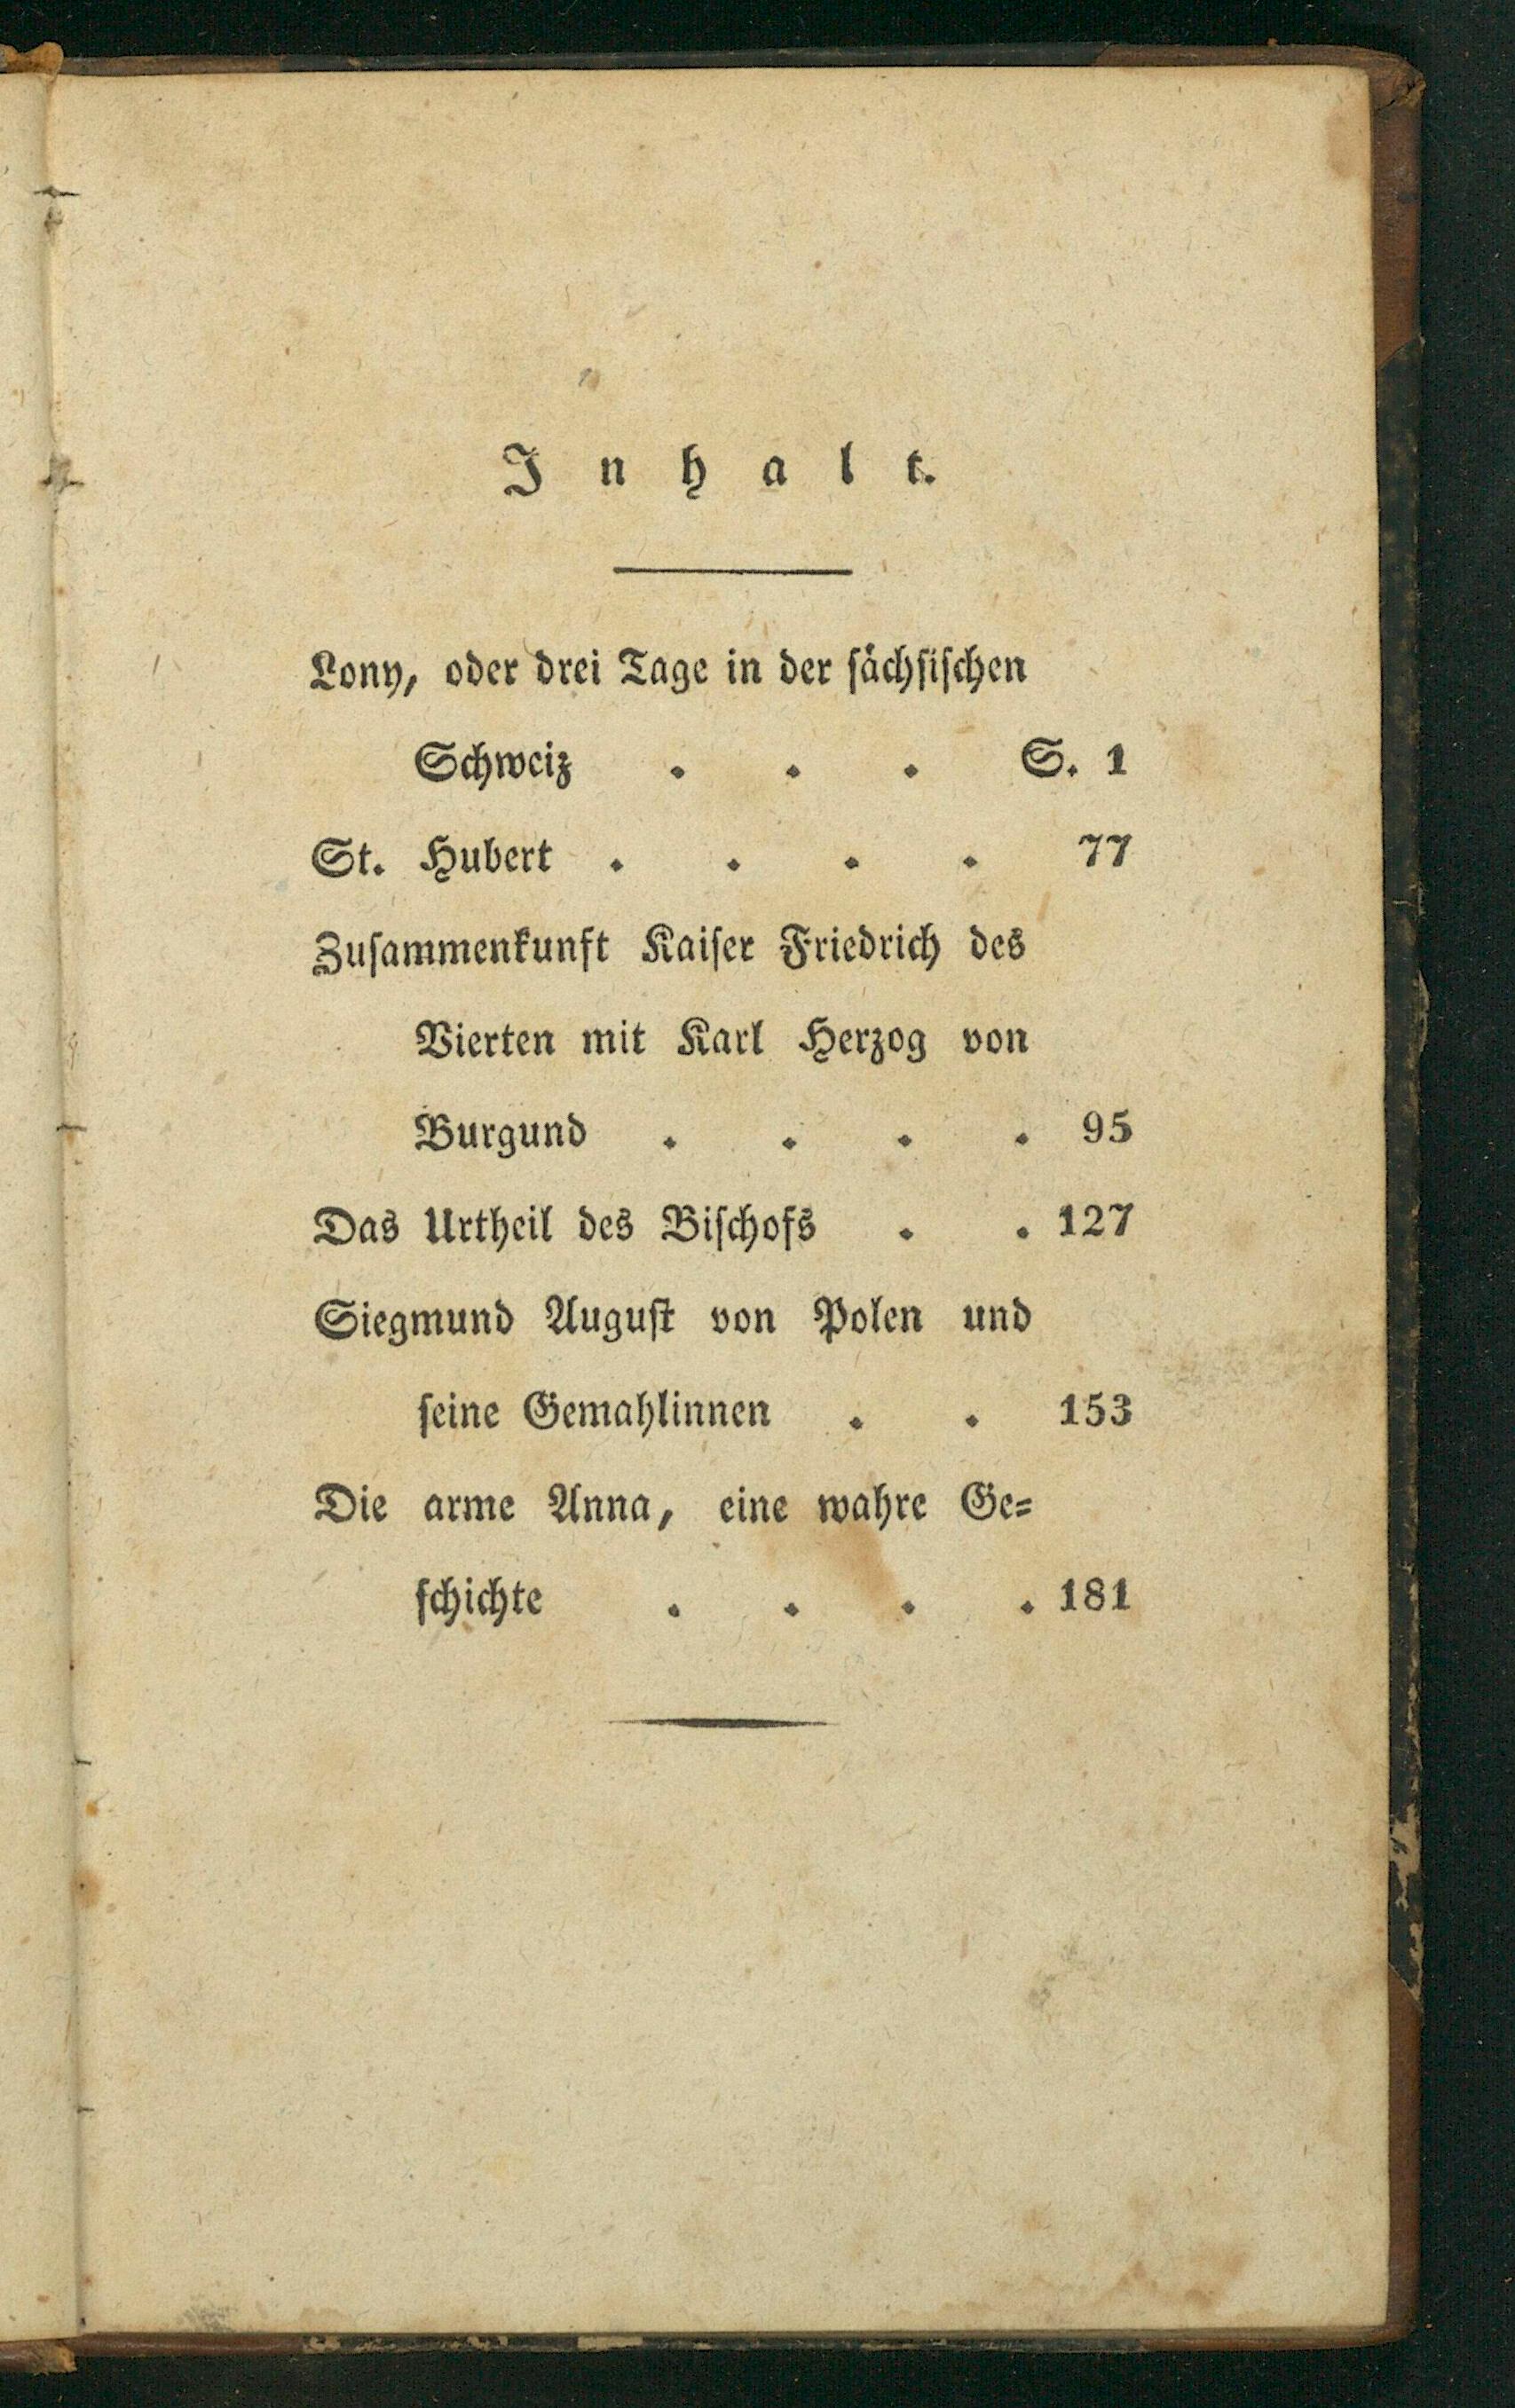 Inhalt.
Lony, oder drei Tage in der sächsischen
Schweiz . . . S. 1
St. Hubert . . . . 77
Zusammenkunft Kaiser Friedrich des
Vierten mit Karl Herzog von
Burgund . . . . 95
Das Urtheil des Bischofs . . 127
Siegmund August von Polen und
seine Gemahlinnen . . 153
Die arme Anna, eine wahre Ge=
schichte . . . . 181